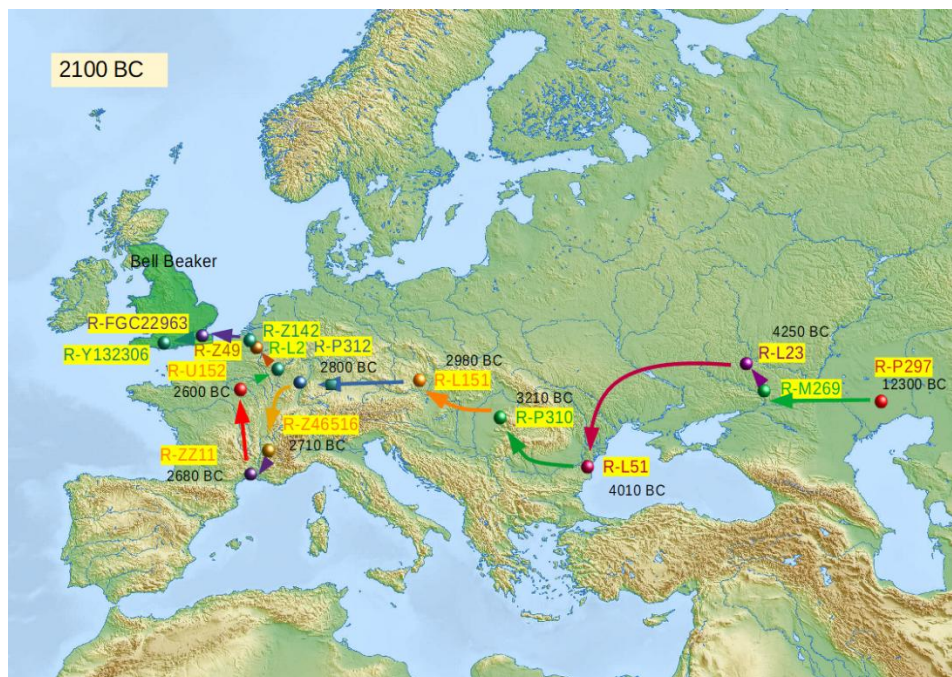 2100 BC
Bell Beaker
R-FGC22963
R-Y132306
R-Z49
R-Z142
R-L2
R-P312
2800 BC
R-U152
2600 BC
R-Z46516
2710 BC
R-ZZ11
2680 BC
2980 BC
R-L151
3210 BC
R-P310
R-L51
4010 BC
4250 BC
R-L23
R-M269
R-P297
12300 BC